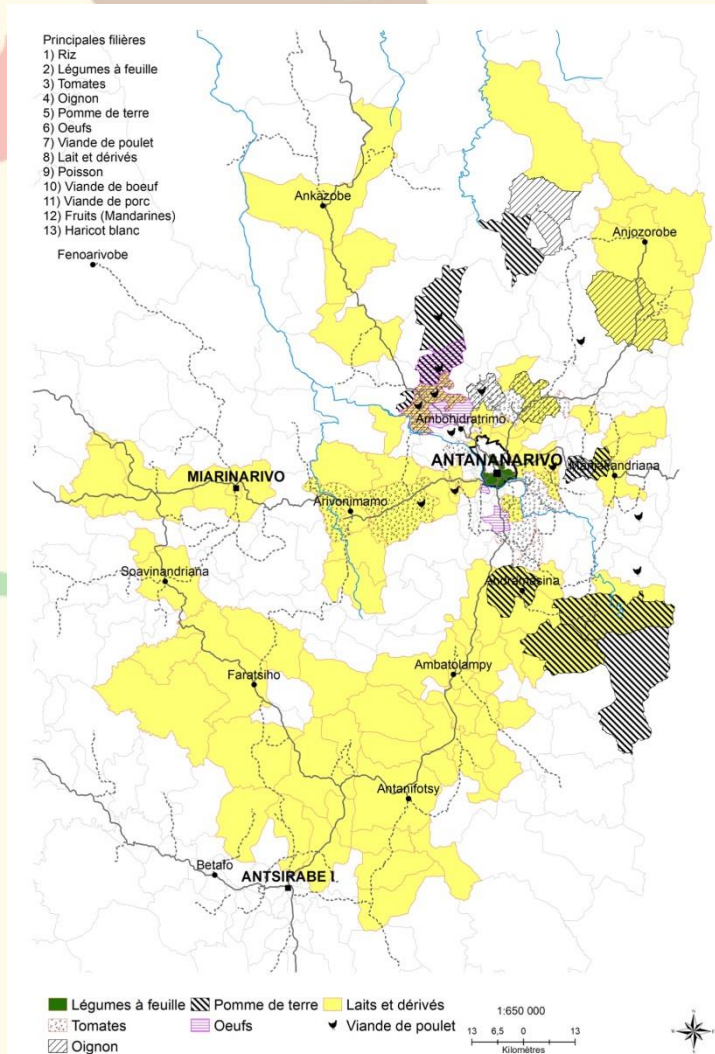 Principales filières
1) Riz
2) Légumes à feuille
3) Tomates
4) Oignon
5) Pomme de terre
6) Oeufs
7) Viande de poulet
8) Lait et dérivés
9) Poisson
10) Viande de boeuf
11) Viande de porc
12) Fruits (Mandarines)
13) Haricot blanc
Ankazobe
Anjozorobe
Fenoarivobe
Ambohidratrimo
ANTANANARIVO
Manjakandriana
MIARINARIVO
Arivonimamo
Soavinandriana
Andramasina
Faratsiho
Ambatolampy
Antanifotsy
Betafo
ANTSIRABE I
Légumes à feuille
Pomme de terre
Laits et dérivés
Tomates
Oeufs
Viande de poulet
Oignon
1:650 000
13 6,5 0 13
Kilomètres